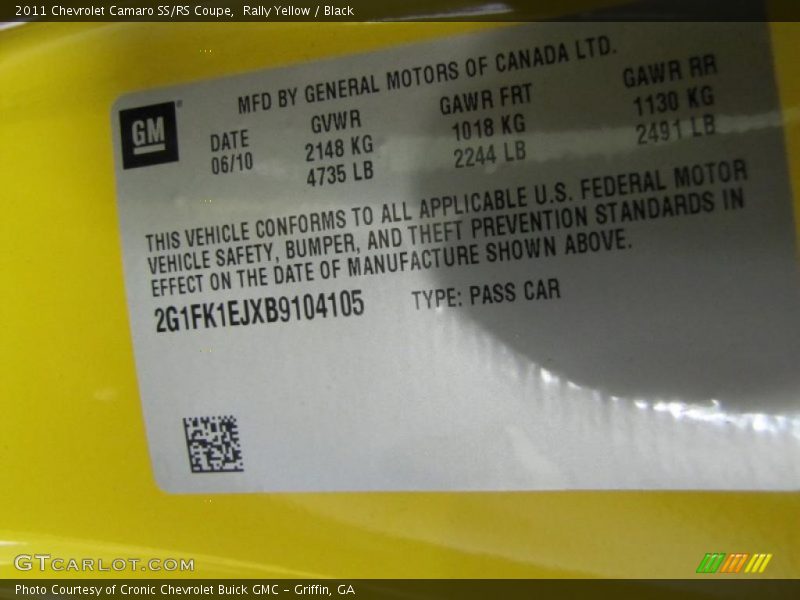 2011 Chevrolet Camaro SS/RS Coupe,  Rally Yellow / Black
MFD BY GENERAL MOTORS OF CANADA LTD.
GM
DATE GVWR GAWR FRT GAWR RR
06/10 2148 KG 1018 KG 1130 KG
4735 LB 2244 LB 2491 LB
THIS VEHICLE CONFORMS TO ALL APPLICABLE U.S. FEDERAL MOTOR
VEHICLE SAFETY, BUMPER, AND THEFT PREVENTION STANDARDS IN
EFFECT ON THE DATE OF MANUFACTURE SHOWN ABOVE.
2G1FK1EJXB9104105 TYPE: PASS CAR
GTCARLOT.COM
Photo Courtesy of Cronic Chevrolet Buick GMC – Griffin, GA